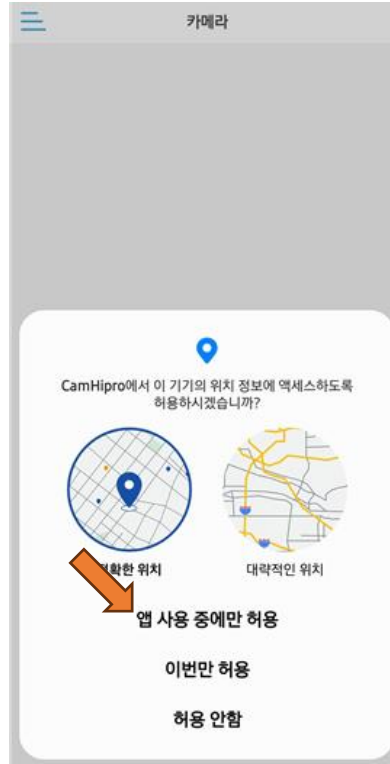 카메라
CamHipro에서 이 기기의 위치 정보에 액세스하도록
허용하시겠습니까?
정확한 위치
대략적인 위치
앱 사용 중에만 허용
이번만 허용
허용 안함